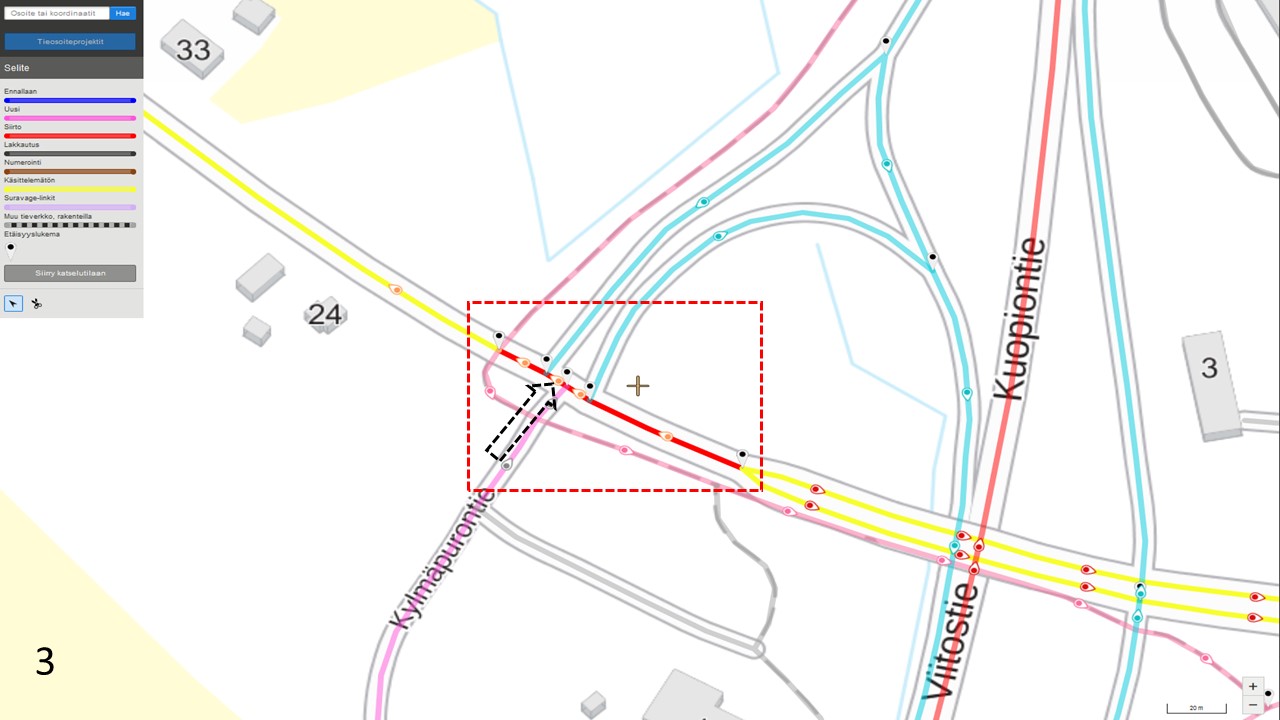 Osoite tai koordinaatit Hae
Tieosoiteprojektit
Selite
Ennallaan
Uusi
Siirto
Lakkautus
Numerointi
Käsittelemätön
Suravage-linkit
Muu tieverkko, rakenteilla
Etäisyyslukema
Siirry katselutilaan
33
24
3
Kuopiontie
Kylmäpurontie
Viitostie
3
20 m
+
−